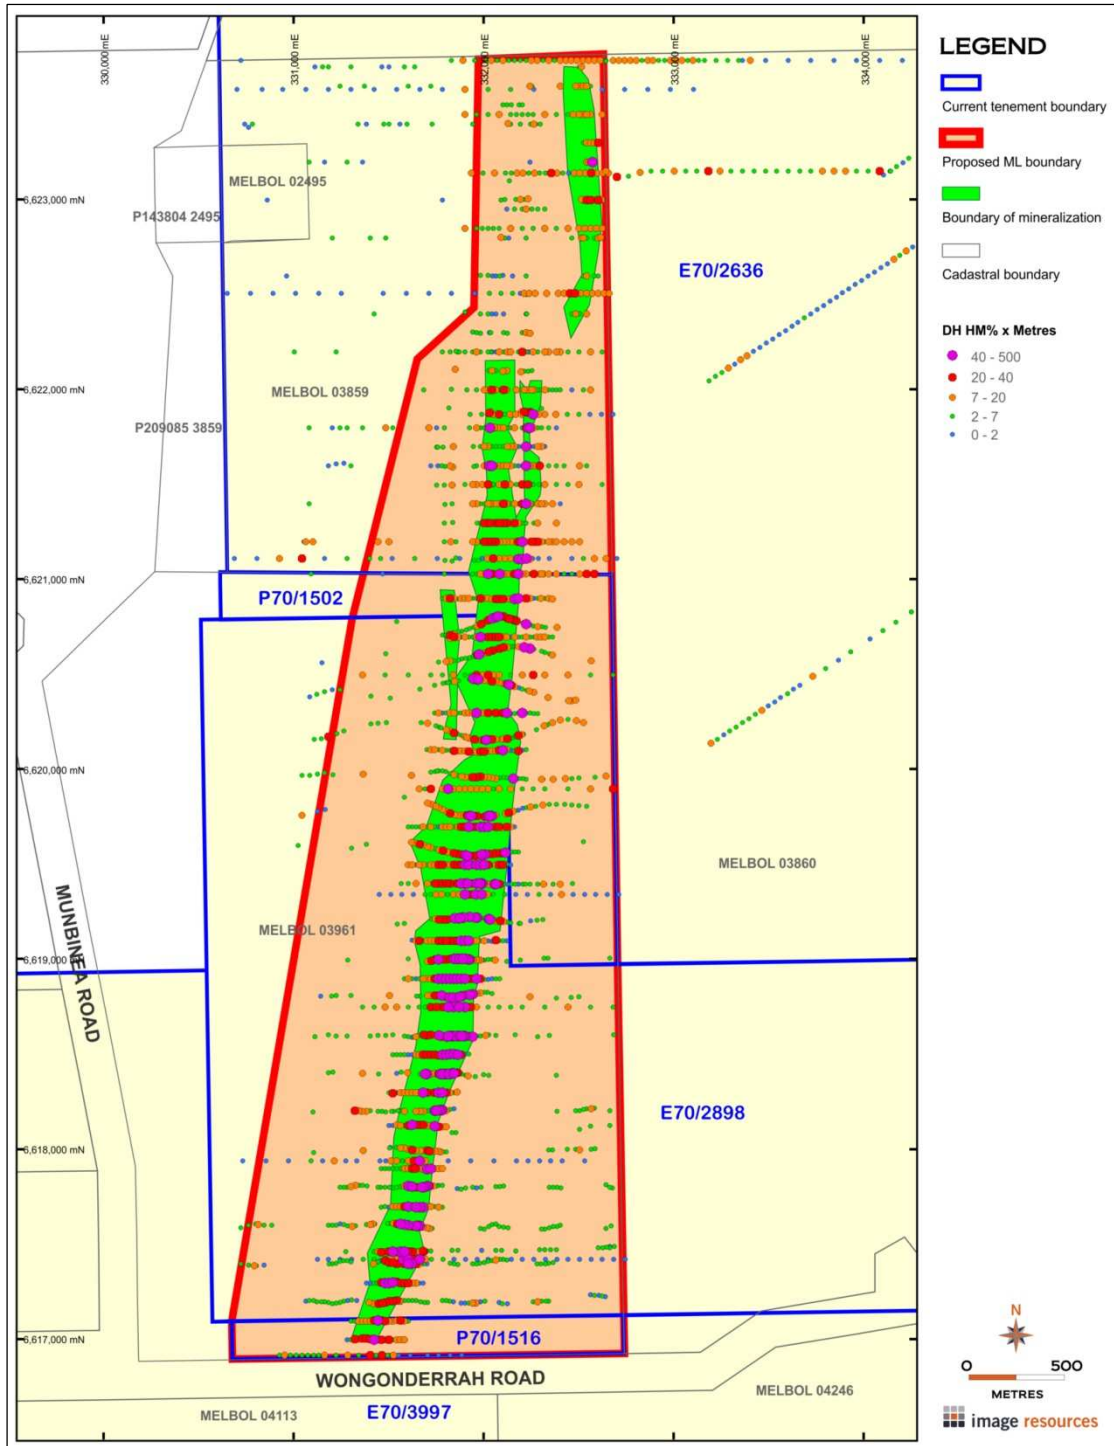 330,000 mE
331,000 mE
332,000 mE
333,000 mE
334,000 mE
6,623,000 mN
6,622,000 mN
6,621,000 mN
6,620,000 mN
6,619,000 mN
6,618,000 mN
6,617,000 mN
MELBOL 02495
P143804 2495
E70/2636
MELBOL 03859
P209085 3859
P70/1502
MELBOL 03860
MUNBINEA ROAD
MELBOL 03961
E70/2898
P70/1516
WONGONDERRAH ROAD
MELBOL 04246
MELBOL 04113
E70/3997
LEGEND
Current tenement boundary
Proposed ML boundary
Boundary of mineralization
Cadastral boundary
DH HM% x Metres
40 - 500
20 - 40
7 - 20
2 - 7
0 - 2
N
0 500
METRES
image resources